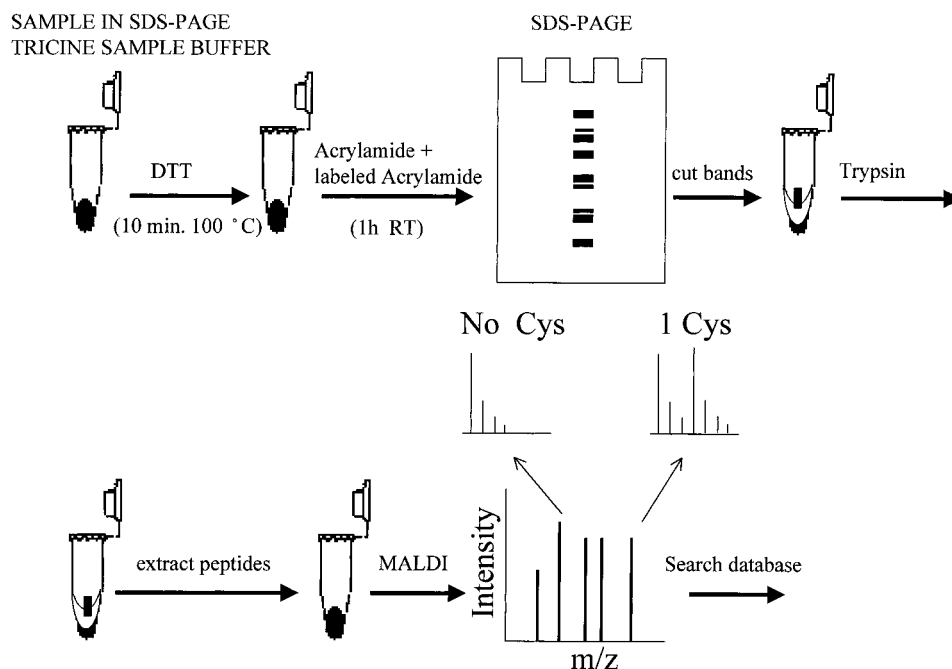 SAMPLE IN SDS-PAGE
TRICINE SAMPLE BUFFER
SDS-PAGE
DTT
(10 min. 100 °C)
Acrylamide +
labeled Acrylamide
(1h RT)
cut bands
Trypsin
No Cys
1 Cys
extract peptides
MALDI
Intensity
m/z
Search database